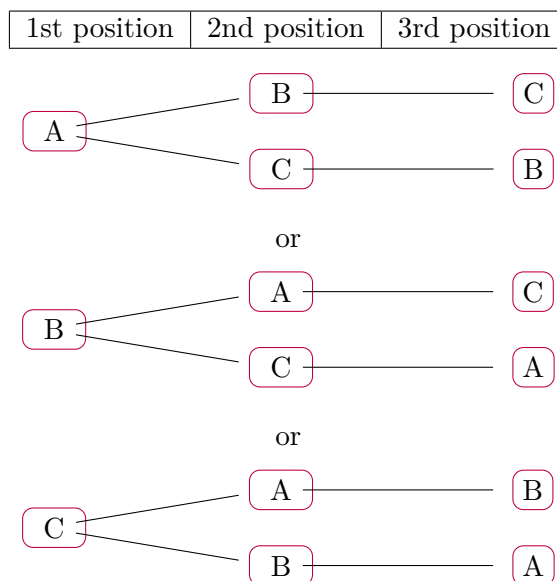 1st position 2nd position 3rd position
B C
A
C B
or
A C
B
C A
or
A B
C
B A